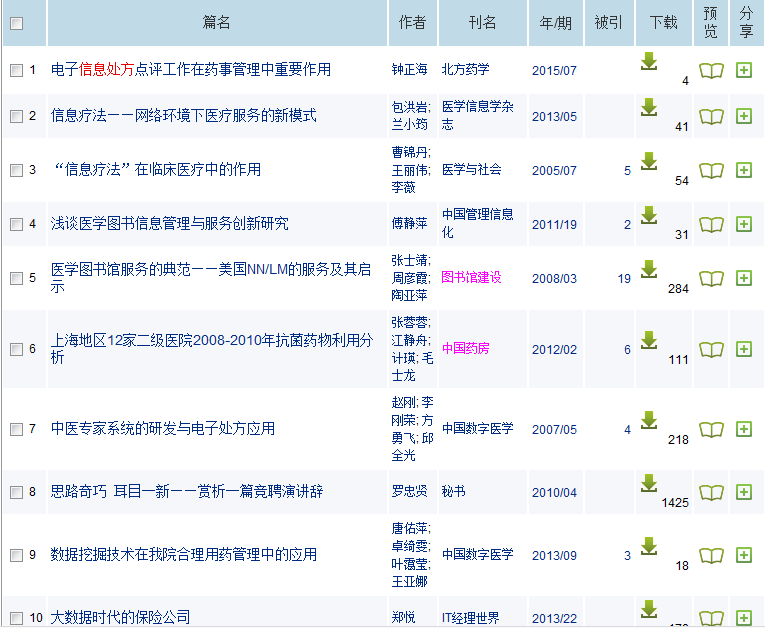 篇名 作者 刊名 年/期 被引 下载 预览 分享
1 电子信息处方点评工作在药事管理中重要作用 钟正海 北方药学 2015/07 4
2 信息疗法——网络环境下医疗服务的新模式 包洪岩; 兰小筠 医学信息学杂志 2013/05 41
3 “信息疗法”在临床医疗中的作用 曹锦丹; 王丽伟; 李薇 医学与社会 2005/07 5 54
4 浅谈医学图书信息管理与服务创新研究 傅静萍 中国管理信息化 2011/19 2 31
5 医学图书馆服务的典范——美国NN/LM的服务及其启示 张士靖; 周彦霞; 陶亚萍 图书馆建设 2008/03 19 284
6 上海地区12家二级医院2008-2010年抗菌药物利用分析 张蓉蓉; 江静舟; 计瑛; 毛士龙 中国药房 2012/02 6 111
7 中医专家系统的研发与电子处方应用 赵刚; 李刚荣; 方勇飞; 邱全光 中国数字医学 2007/05 4 218
8 思路奇巧 耳目一新——赏析一篇竞聘演讲辞 罗忠贤 秘书 2010/04 1425
9 数据挖掘技术在我院合理用药管理中的应用 唐佑萍; 卓绮雯; 叶霭莹; 王亚娜 中国数字医学 2013/09 3 18
10 大数据时代的保险公司 郑悦 IT经理世界 2013/22